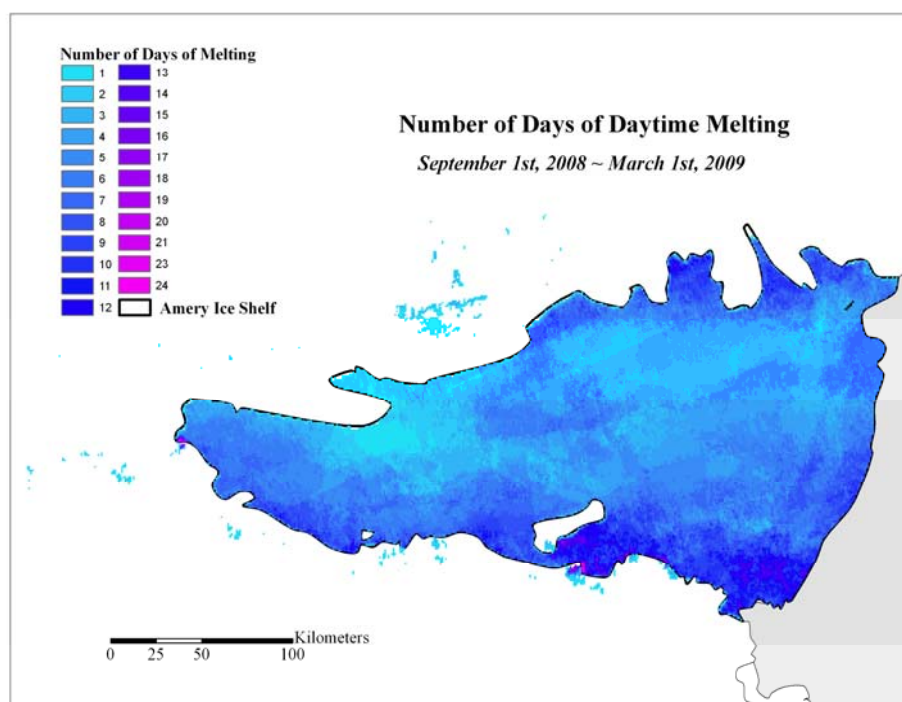 Number of Days of Melting
1 13
2 14
3 15
4 16
5 17
6 18
7 19
8 20
9 21
10 23
11 24
12 Amery Ice Shelf
Number of Days of Daytime Melting
September 1st, 2008 ~ March 1st, 2009
Kilometers
0 25 50 100